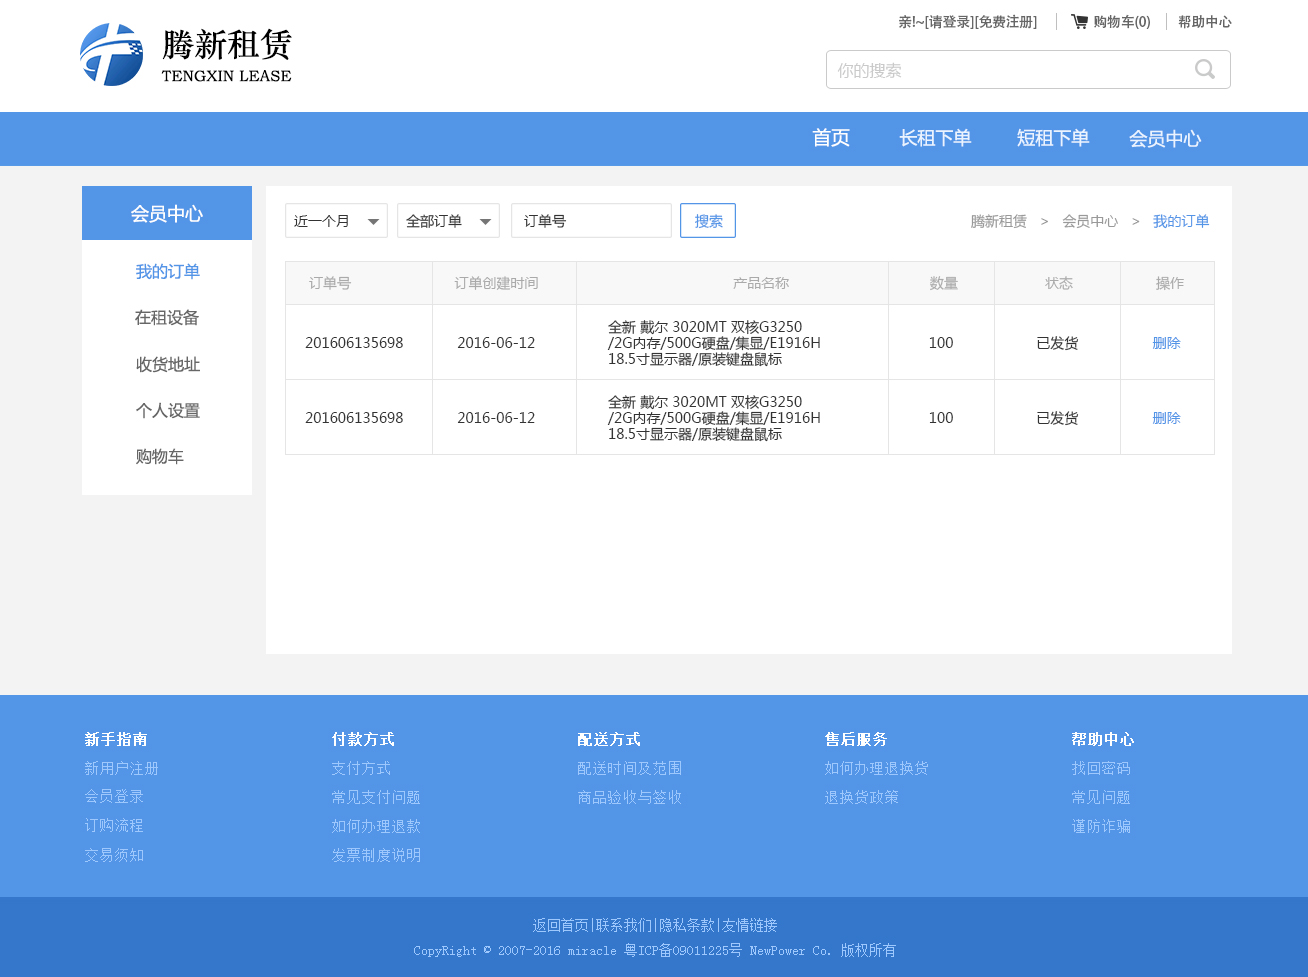 亲!~[请登录][免费注册] 购物车(0) 帮助中心
腾新租赁
TENGXIN LEASE
你的搜索
首页 长租下单 短租下单 会员中心
会员中心
我的订单
在租设备
收货地址
个人设置
购物车
近一个月 全部订单 订单号 搜索 腾新租赁 > 会员中心 > 我的订单
订单号 订单创建时间 产品名称 数量 状态 操作
201606135698 2016-06-12 全新 戴尔 3020MT 双核G3250
/2G内存/500G硬盘/集显/E1916H
18.5寸显示器/原装键盘鼠标 100 已发货 删除
201606135698 2016-06-12 全新 戴尔 3020MT 双核G3250
/2G内存/500G硬盘/集显/E1916H
18.5寸显示器/原装键盘鼠标 100 已发货 删除
新手指南
新用户注册
会员登录
订购流程
交易须知
付款方式
支付方式
常见支付问题
如何办理退款
发票制度说明
配送方式
配送时间及范围
商品验收与签收
售后服务
如何办理退换货
退换货政策
帮助中心
找回密码
常见问题
谨防诈骗
返回首页|联系我们|隐私条款|友情链接
CopyRight © 2007-2016 miracle 粤ICP备09011225号 NewPower Co. 版权所有